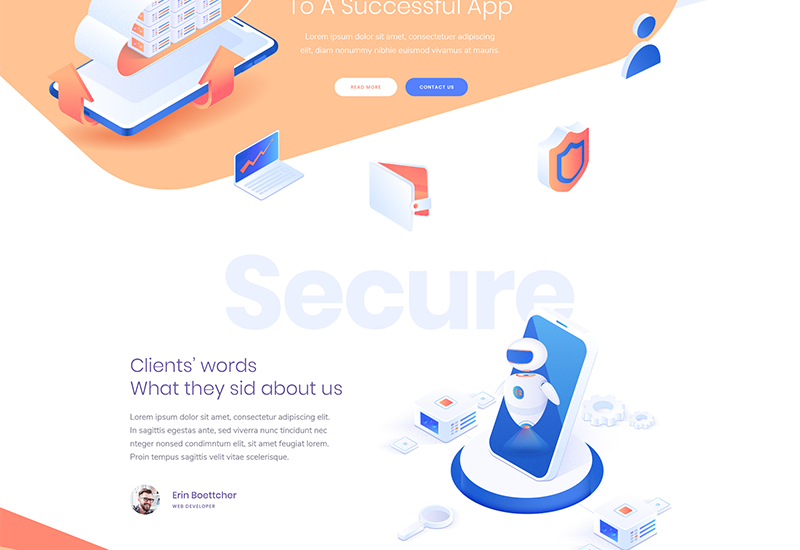 To A Successful App
Lorem ipsum dolor sit amet, consectetuer adipiscing
elit, diam nonummy nibhie euismod vivamus at mauris.
READ MORE
CONTACT US
Secure
Clients’ words
What they sid about us
Lorem ipsum dolor sit amet, consectetur adipiscing elit.
In sagittis egestas ante, sed viverra nunc tincidunt nec
nteger nonsed condimntum elit, sit amet feugiat lorem.
Proin tempus sagittis velit vitae scelerisque.
Erin Boettcher
WEB DEVELOPER